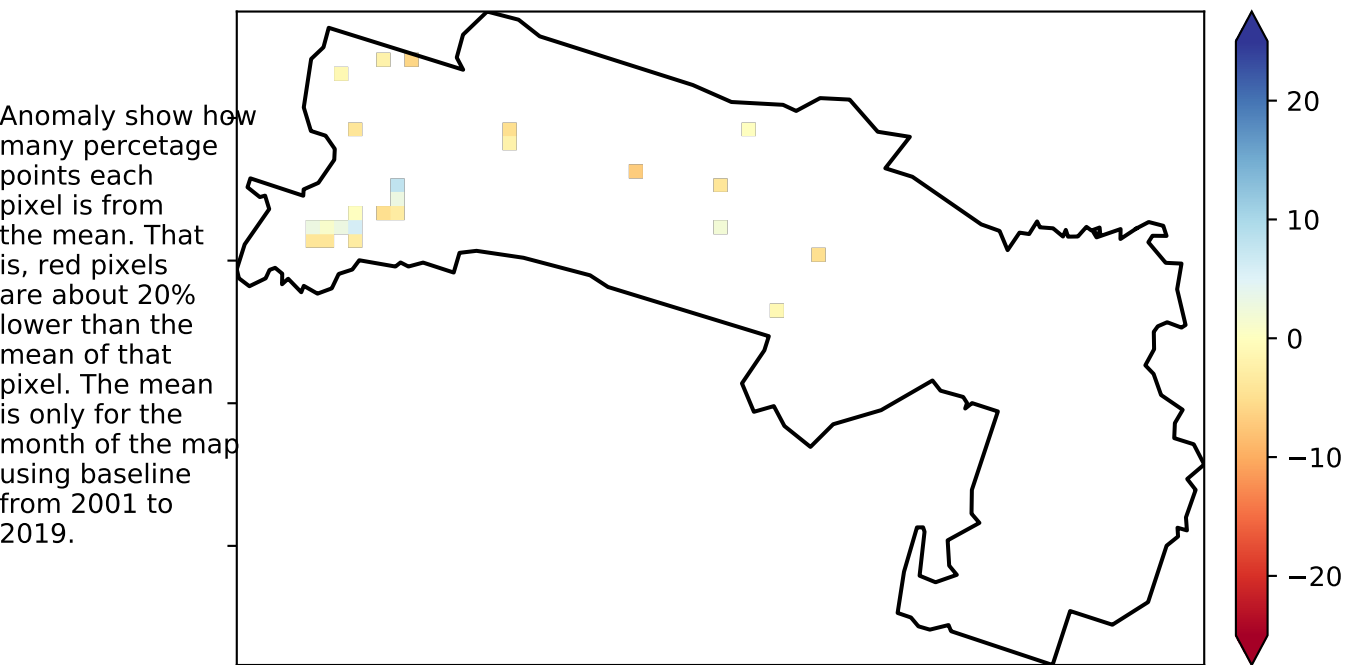 Anomaly show how
many percetage
points each
pixel is from
the mean. That
is, red pixels
are about 20%
lower than the
mean of that
pixel. The mean
is only for the
month of the map
using baseline
from 2001 to
2019.
20
10
0
−10
−20